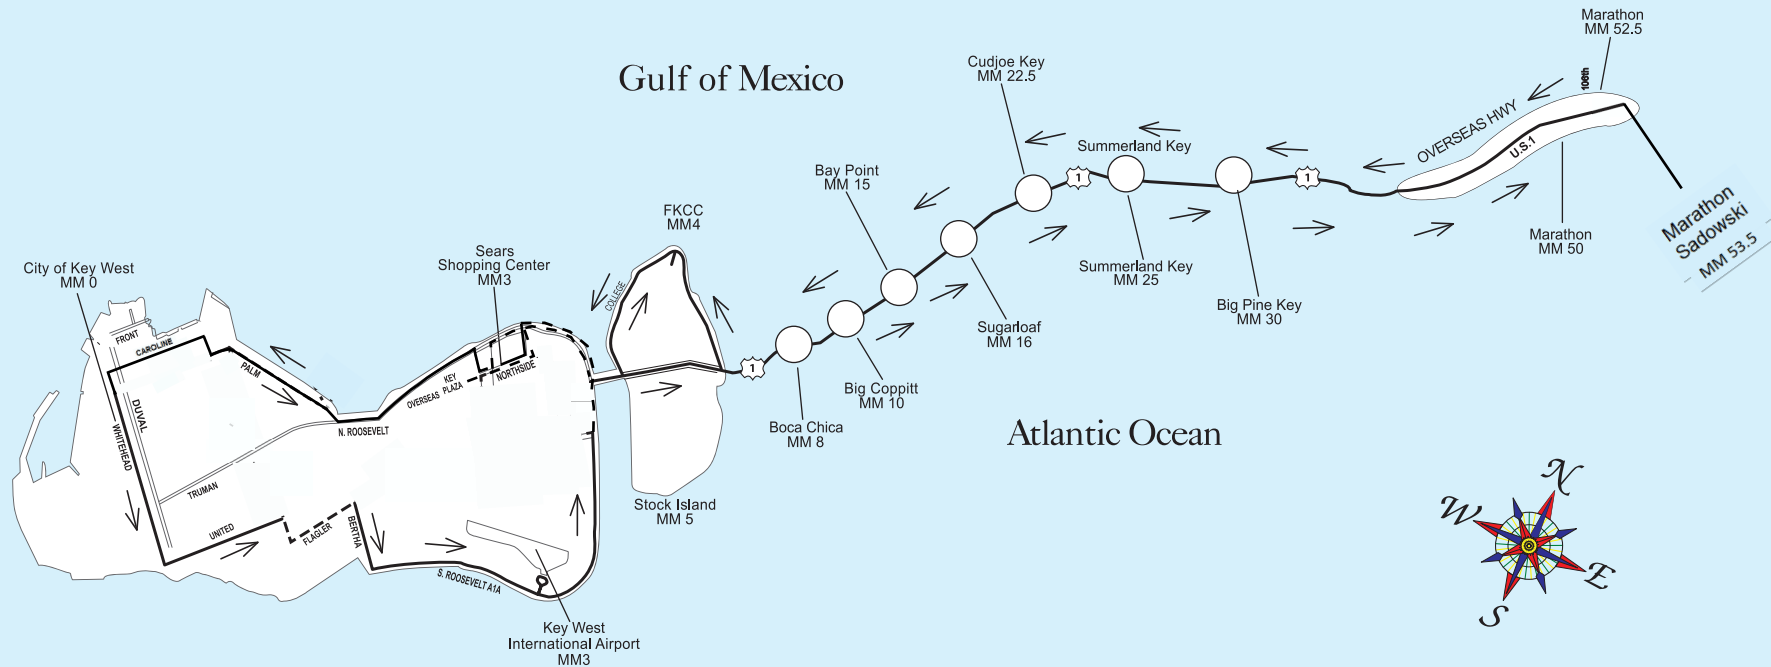 Gulf of Mexico
Atlantic Ocean
City of Key West
MM 0
FRONT
CAROLINE
PALM
DUVAL
WHITEHEAD
TRUMAN
UNITED
FLAGLER
BERTHA
N. ROOSEVELT
S. ROOSEVELT A1A
OVERSEAS
KEY
PLAZA
NORTHSIDE
Sears
Shopping Center
MM3
Key West
International Airport
MM3
COLLEGE
FKCC
MM4
Stock Island
MM 5
1
Boca Chica
MM 8
Big Coppitt
MM 10
Bay Point
MM 15
Sugarloaf
MM 16
Cudjoe Key
MM 22.5
1
Summerland Key
Summerland Key
MM 25
Big Pine Key
MM 30
1
OVERSEAS HWY
U.S.1
106th
Marathon
MM 50
Marathon
MM 52.5
Marathon
Sadowski
MM 53.5
N
W
E
S